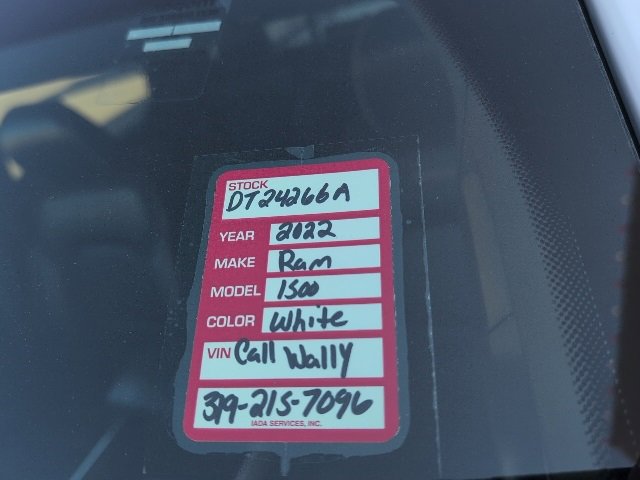 STOCK
DT24266A
YEAR 2022
MAKE Ram
MODEL 1500
COLOR White
VIN Call Wally
319-215-7096
IADA SERVICES, INC.